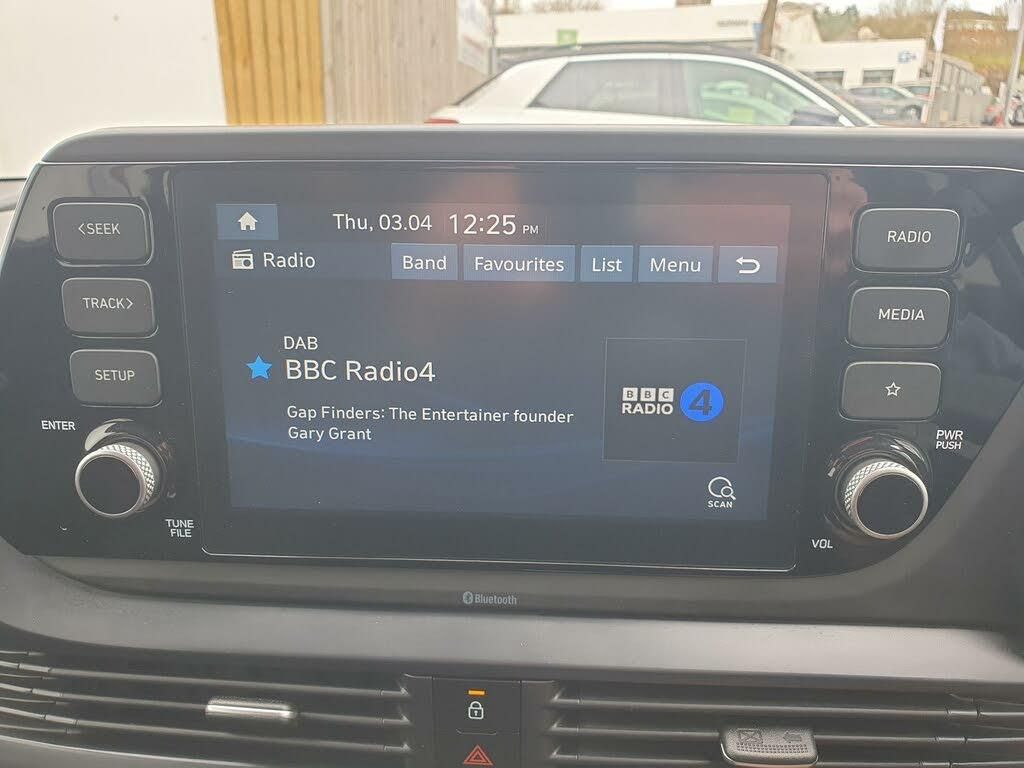 <SEEK
TRACK>
SETUP
ENTER
TUNE
FILE
Thu, 03.04 12:25 PM
Radio
Band
Favourites
List
Menu
DAB
BBC Radio4
Gap Finders: The Entertainer founder
Gary Grant
BBC
RADIO 4
SCAN
RADIO
MEDIA
PWR
PUSH
VOL
Bluetooth